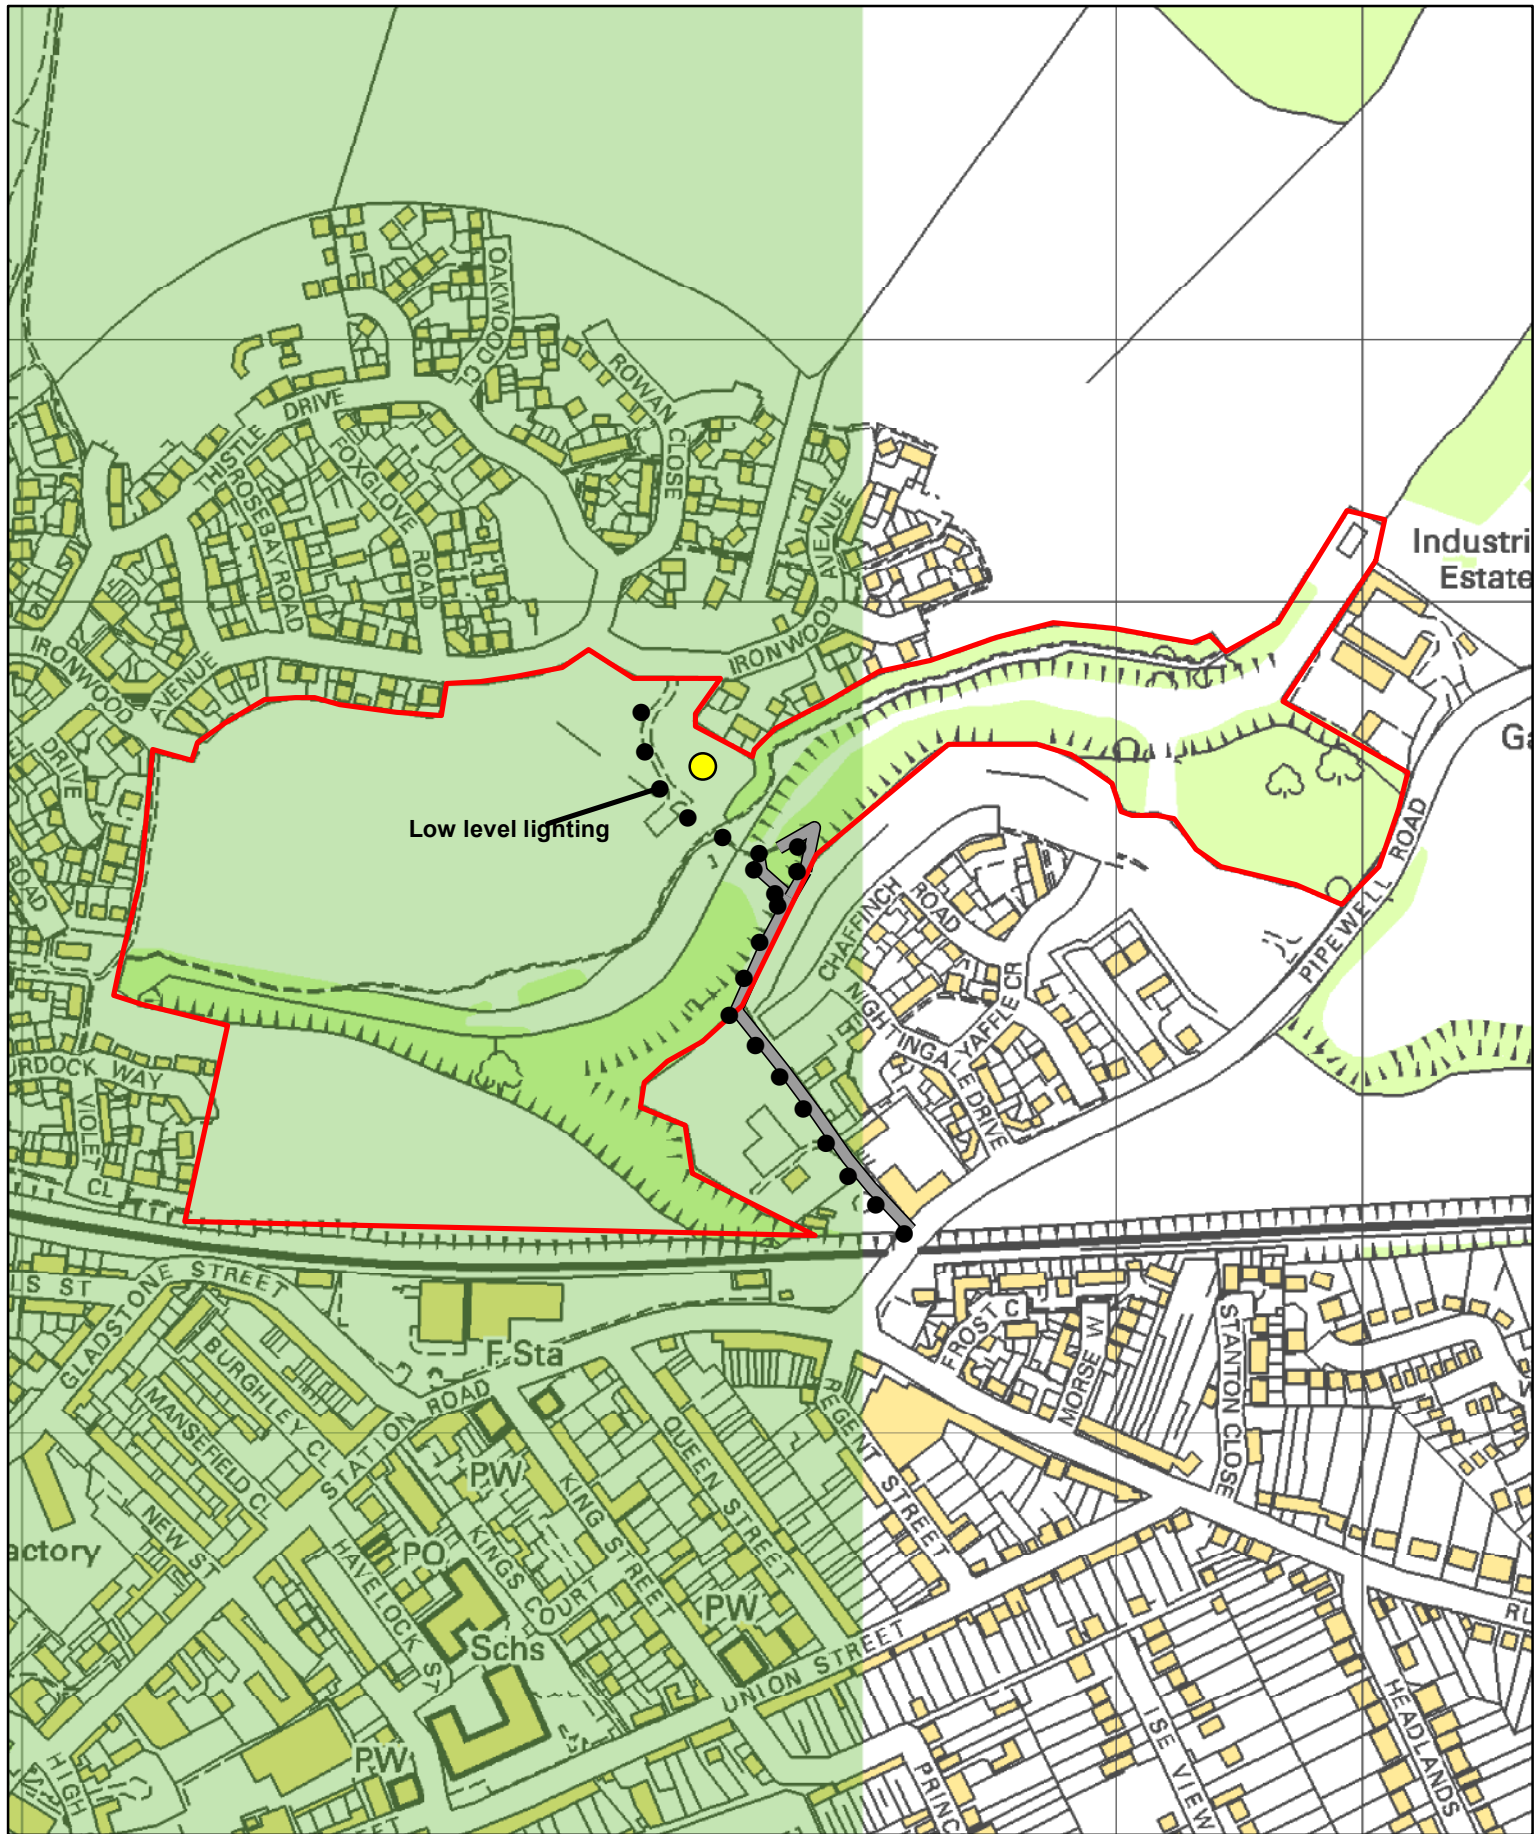 OAKWOOD C
ROWAN
CLOSE
DRIVE
THISTLE
FOXGLOVE
ROAD
ROSEBAY ROAD
AVENUE
IRONWOOD
Industri
Estate
IRONWOOD
AVENUE
DRIVE
Ga
Low level lighting
ROAD
CHAFFINCH
ROAD
PIPEWELL ROAD
YAFFLE CR
NIGHTINGALE DRIVE
URDOCK WAY
VIOLET
CL
S ST
GLADSTONE STREET
F Sta
FROST C
MORSE W
STANTON CLOSE
BURGHLEY CL
MANSEFIELD CL
STATION ROAD
REGENT STREET
QUEEN STREET
KING STREET
PW
NEW ST
actory
HAVELOCK ST
PO
KINGS COURT
Schs
PW
UNION STREET
RU
HEADLANDS
ISE VIEW
PRINC
PW
HIGH
ET